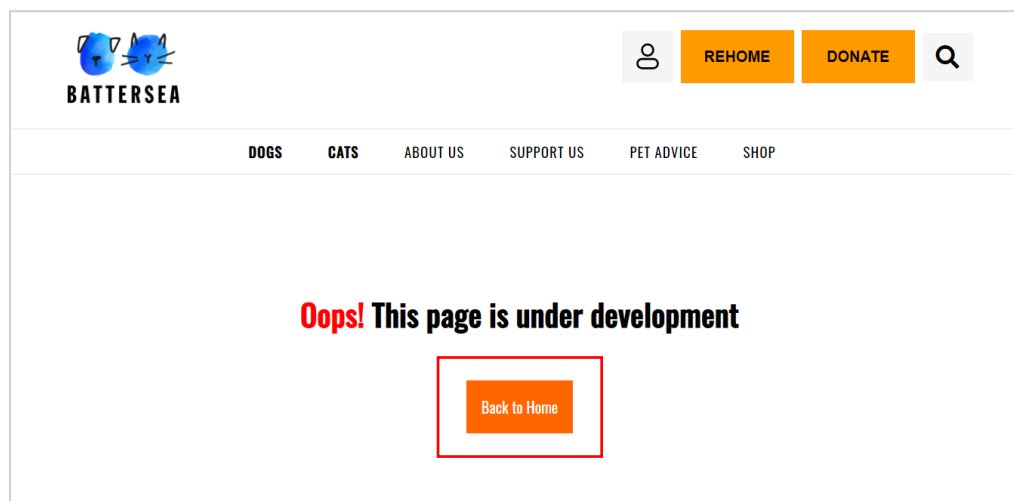 BATTERSEA
REHOME
DONATE
DOGS CATS ABOUT US SUPPORT US PET ADVICE SHOP
Oops! This page is under development
Back to Home